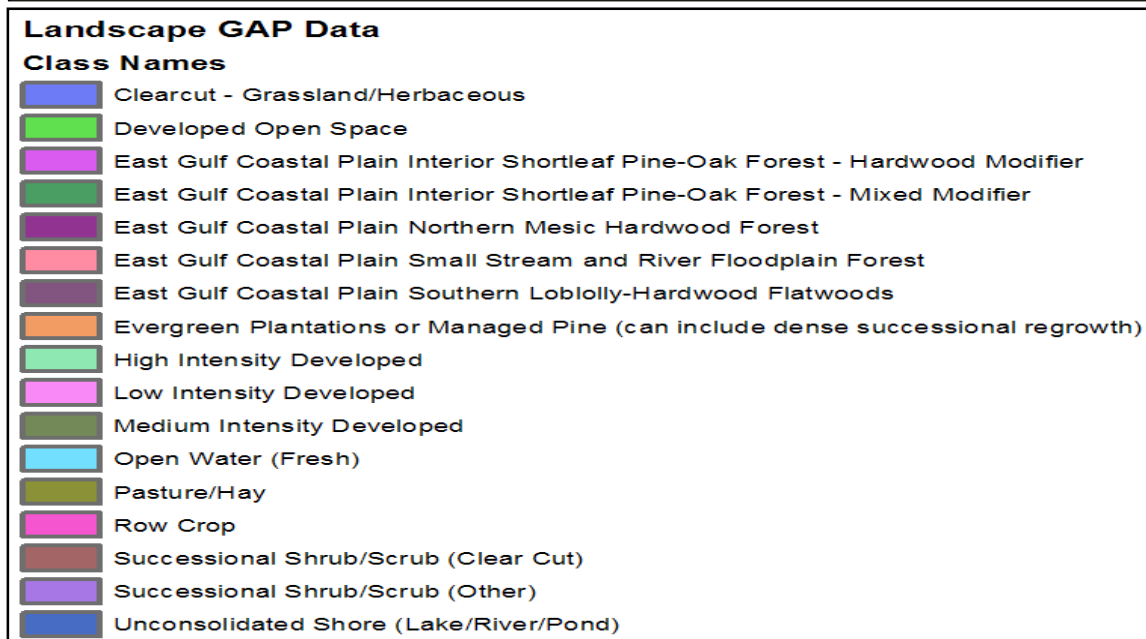 Landscape GAP Data
Class Names
Clearcut - Grassland/Herbaceous
Developed Open Space
East Gulf Coastal Plain Interior Shortleaf Pine-Oak Forest - Hardwood Modifier
East Gulf Coastal Plain Interior Shortleaf Pine-Oak Forest - Mixed Modifier
East Gulf Coastal Plain Northern Mesic Hardwood Forest
East Gulf Coastal Plain Small Stream and River Floodplain Forest
East Gulf Coastal Plain Southern Loblolly-Hardwood Flatwoods
Evergreen Plantations or Managed Pine (can include dense successional regrowth)
High Intensity Developed
Low Intensity Developed
Medium Intensity Developed
Open Water (Fresh)
Pasture/Hay
Row Crop
Successional Shrub/Scrub (Clear Cut)
Successional Shrub/Scrub (Other)
Unconsolidated Shore (Lake/River/Pond)